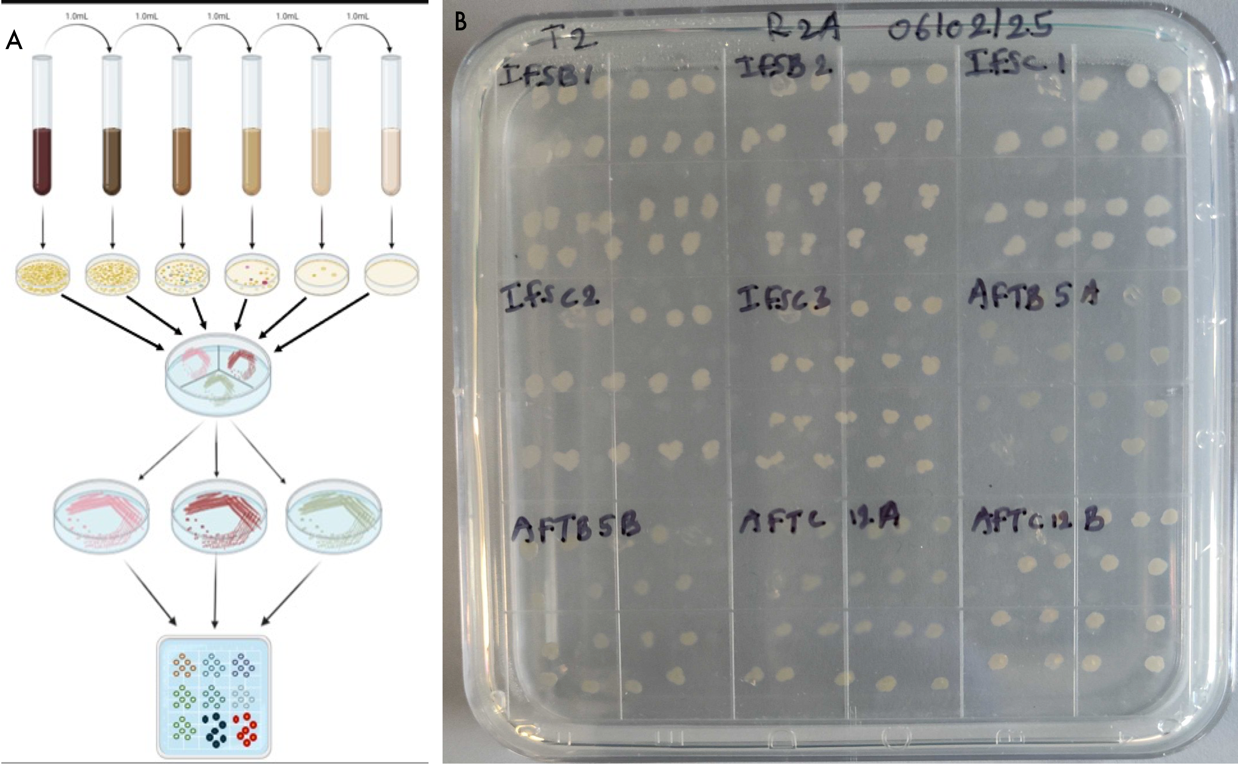 A
1.0mL 1.0mL 1.0mL 1.0mL 1.0mL
B
T2 R2A 06/02/25
IFSB1 IFSB2 IFSC1
IFSC2 IFSC3 AFTB5A
AFTB5B AFTC12A AFTC12B